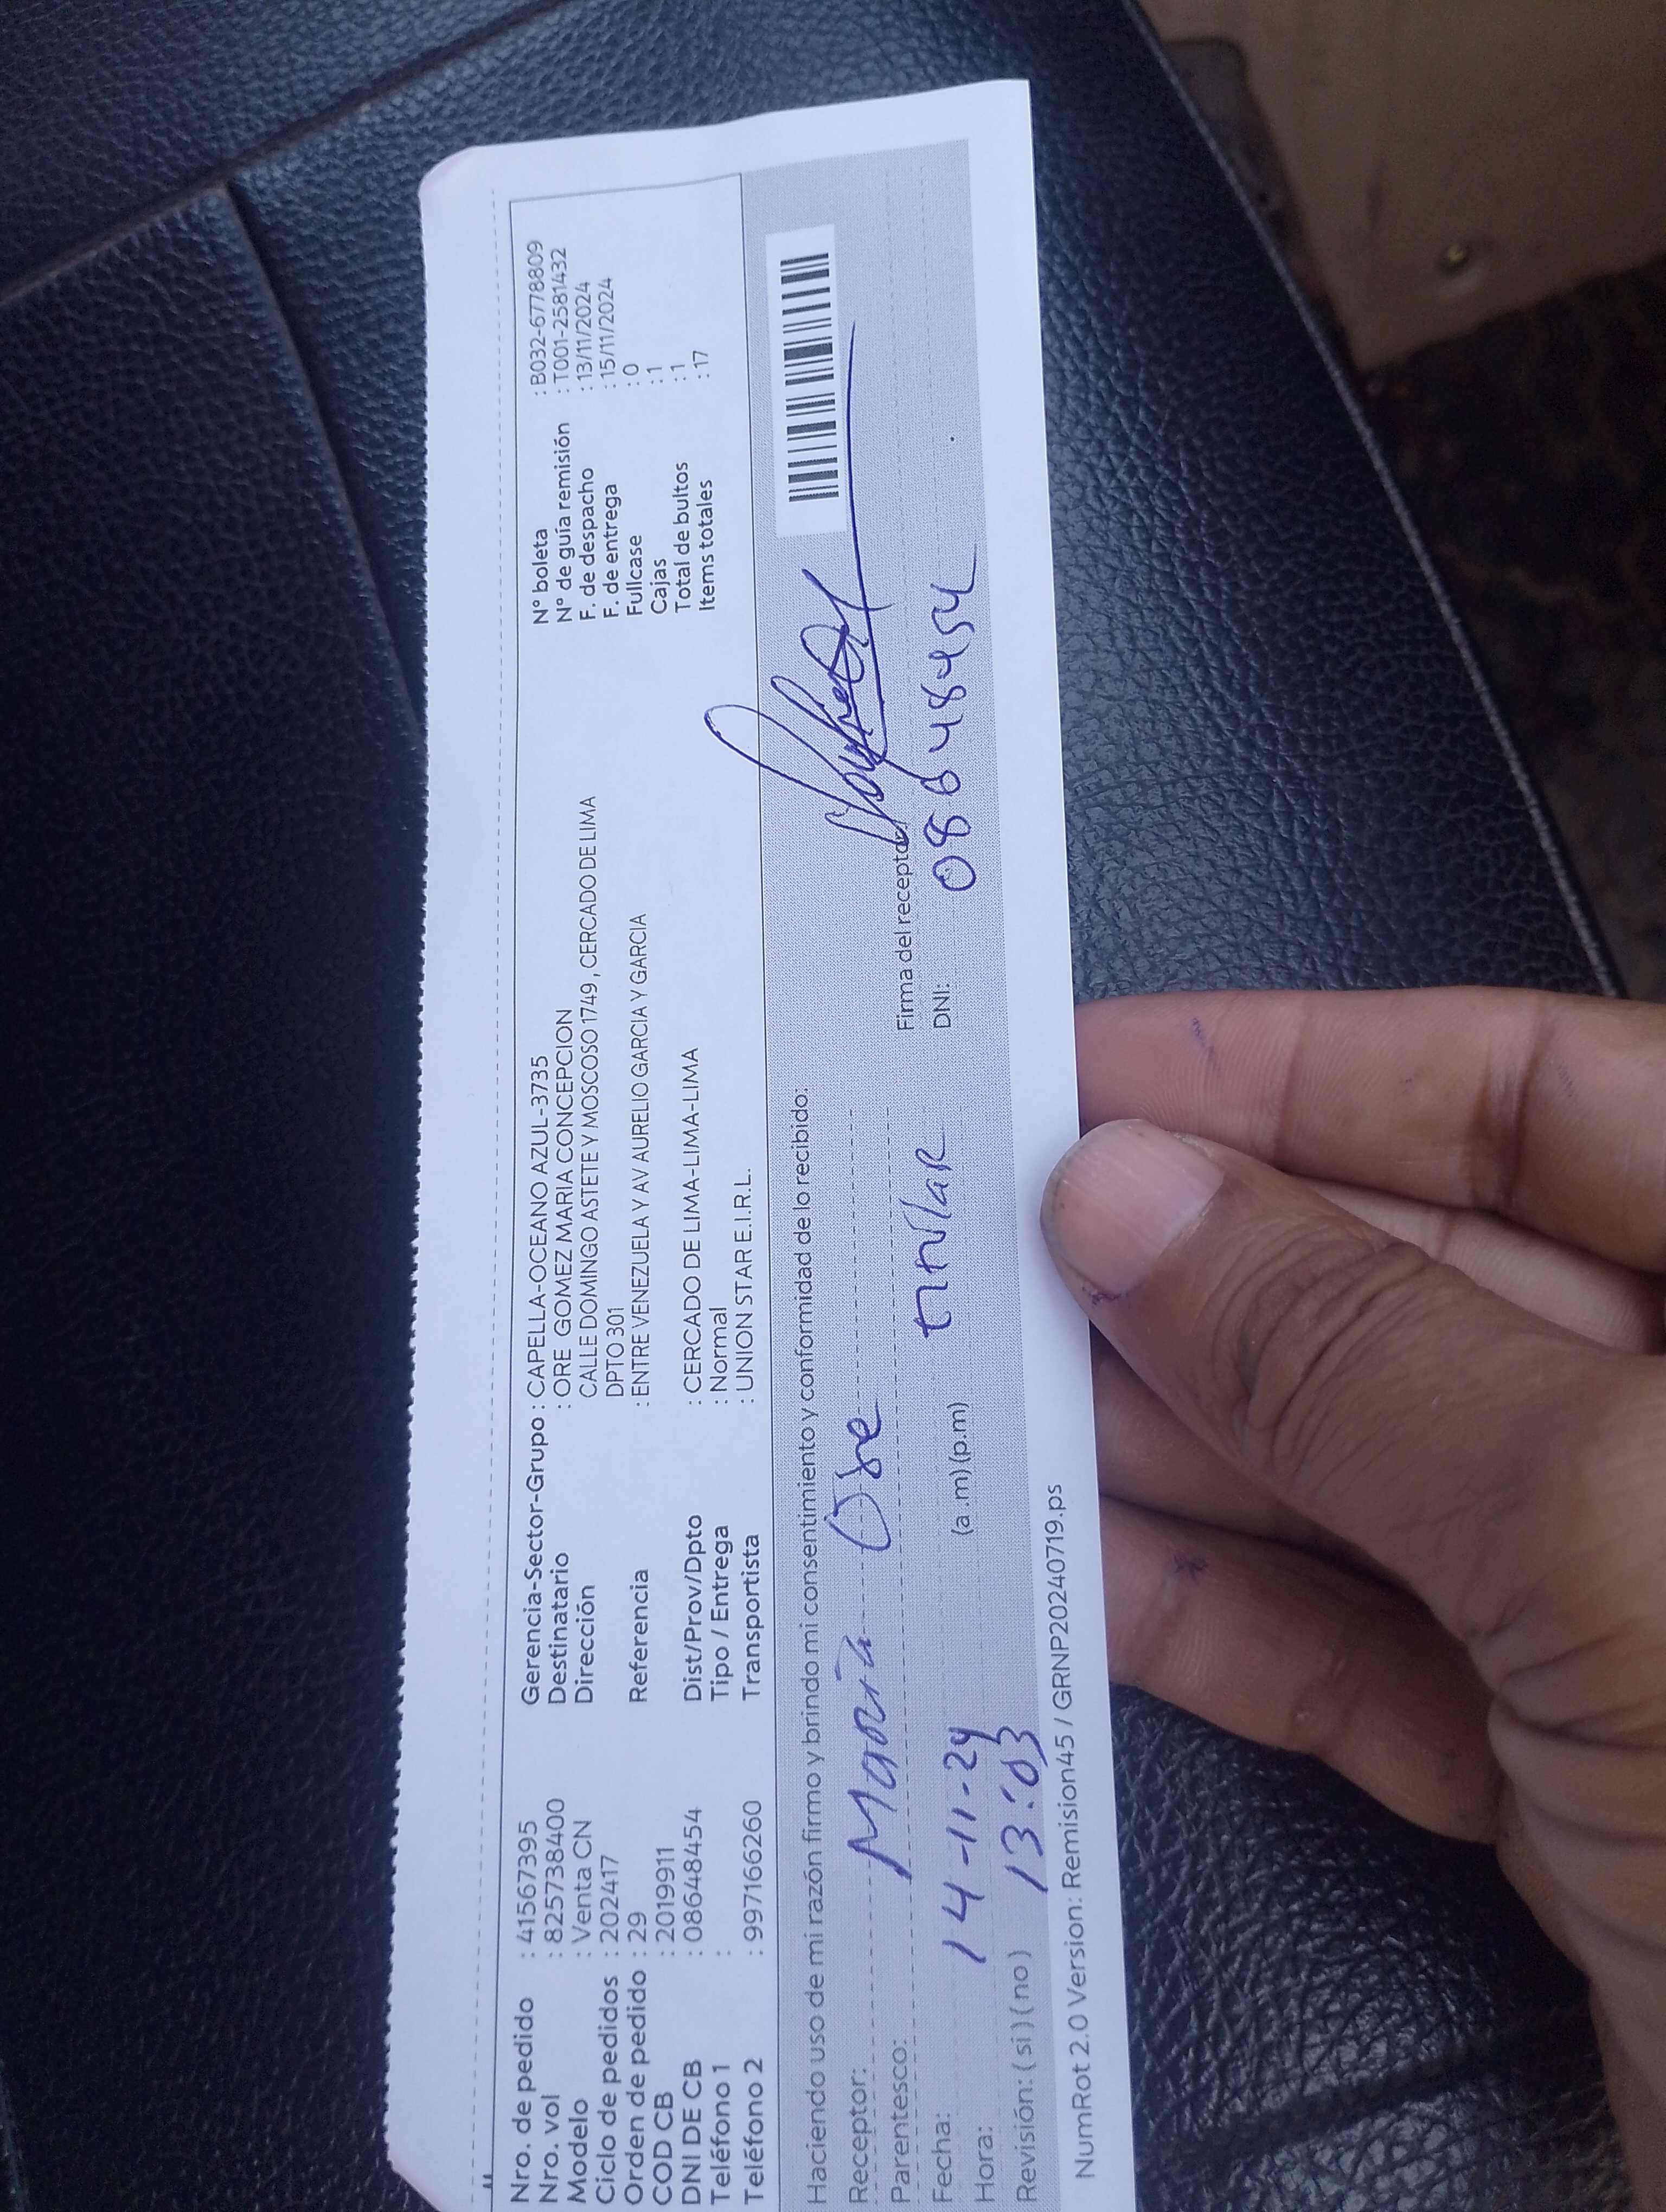 Nro. de pedido : 41567395 Gerencia-Sector-Grupo : CAPELLA-OCEANO AZUL-3735 N° boleta : B032-6778809
Nro. vol : 825738400 Destinatario : ORE GOMEZ MARIA CONCEPCION N° de guía remisión : T001-2581432
Modelo : Venta CN Dirección CALLE DOMINGO ASTETE Y MOSCOSO 1749 , CERCADO DE LIMA F. de despacho : 13/11/2024
Ciclo de pedidos : 202417 DPTO 301 F. de entrega : 15/11/2024
Orden de pedido : 29 Referencia : ENTRE VENEZUELA Y AV AURELIO GARCIA Y GARCIA Fullcase : 0
COD CB : 2019911 Cajas : 1
DNI DE CB : 08648454 Dist/Prov/Dpto : CERCADO DE LIMA-LIMA-LIMA Total de bultos : 1
Teléfono 1 : Tipo / Entrega : Normal Items totales : 17
Teléfono 2 : 997166260 Transportista : UNION STAR E.I.R.L.
Haciendo uso de mi razón firmo y brindo mi consentimiento y conformidad de lo recibido:
Receptor: Maria Ore
Parentesco: titular Firma del receptor
Fecha: 14-11-24 DNI: 08648454
Hora: 13:03 (a .m) (p.m)
Revisión: ( si ) ( no )
NumRot 2.0 Version: Remision45 / GRNP20240719.ps